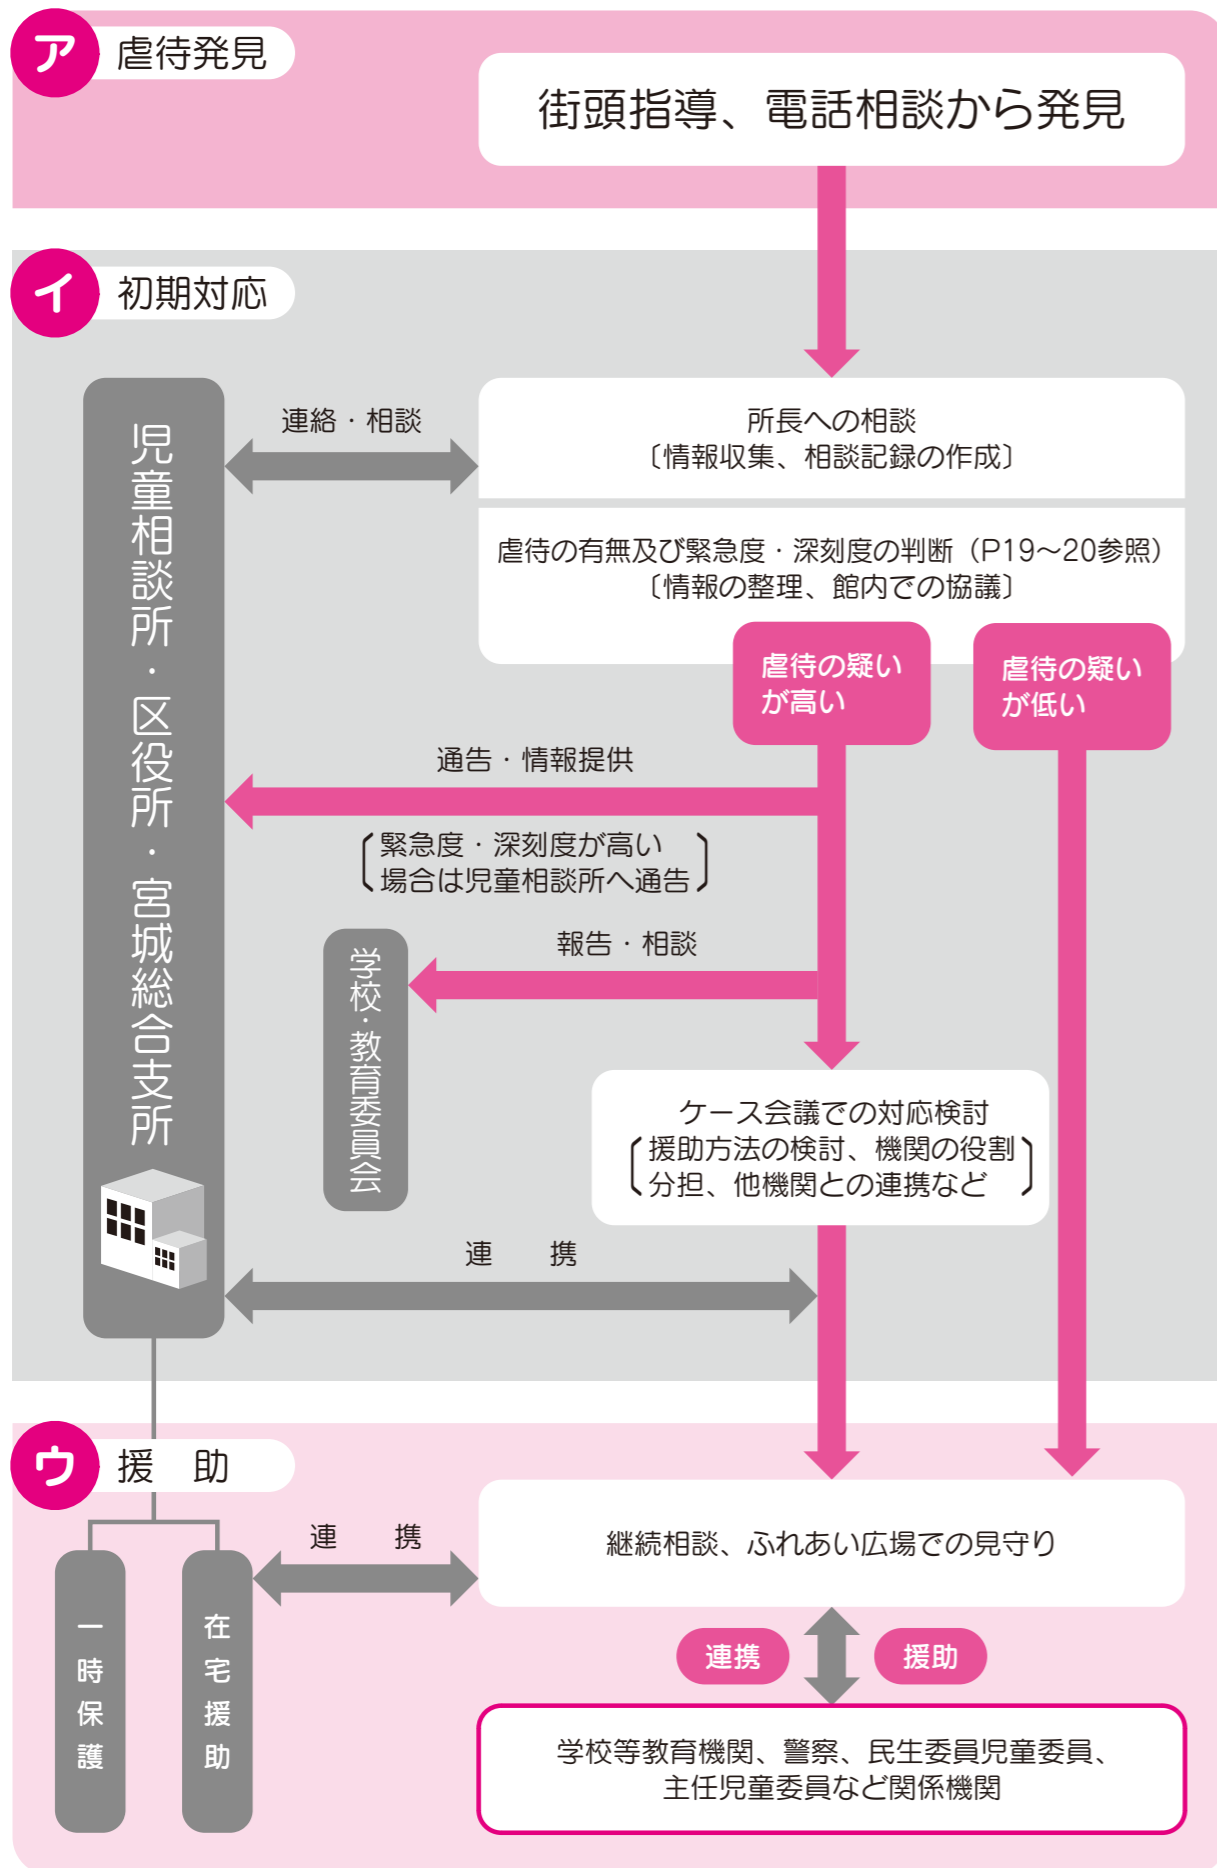 ア 虐待発見
街頭指導、電話相談から発見
イ 初期対応
児童相談所・区役所・宮城総合支所
連絡・相談
所長への相談
〔情報収集、相談記録の作成〕
虐待の有無及び緊急度・深刻度の判断（P19～20参照）
〔情報の整理、館内での協議〕
虐待の疑い
が高い
虐待の疑い
が低い
通告・情報提供
緊急度・深刻度が高い
場合は児童相談所へ通告
報告・相談
学校・教育委員会
ケース会議での対応検討
援助方法の検討、機関の役割
分担、他機関との連携など
連　携
ウ 援　助
連　携
継続相談、ふれあい広場での見守り
一時保護
在宅援助
連携
援助
学校等教育機関、警察、民生委員児童委員、
主任児童委員など関係機関